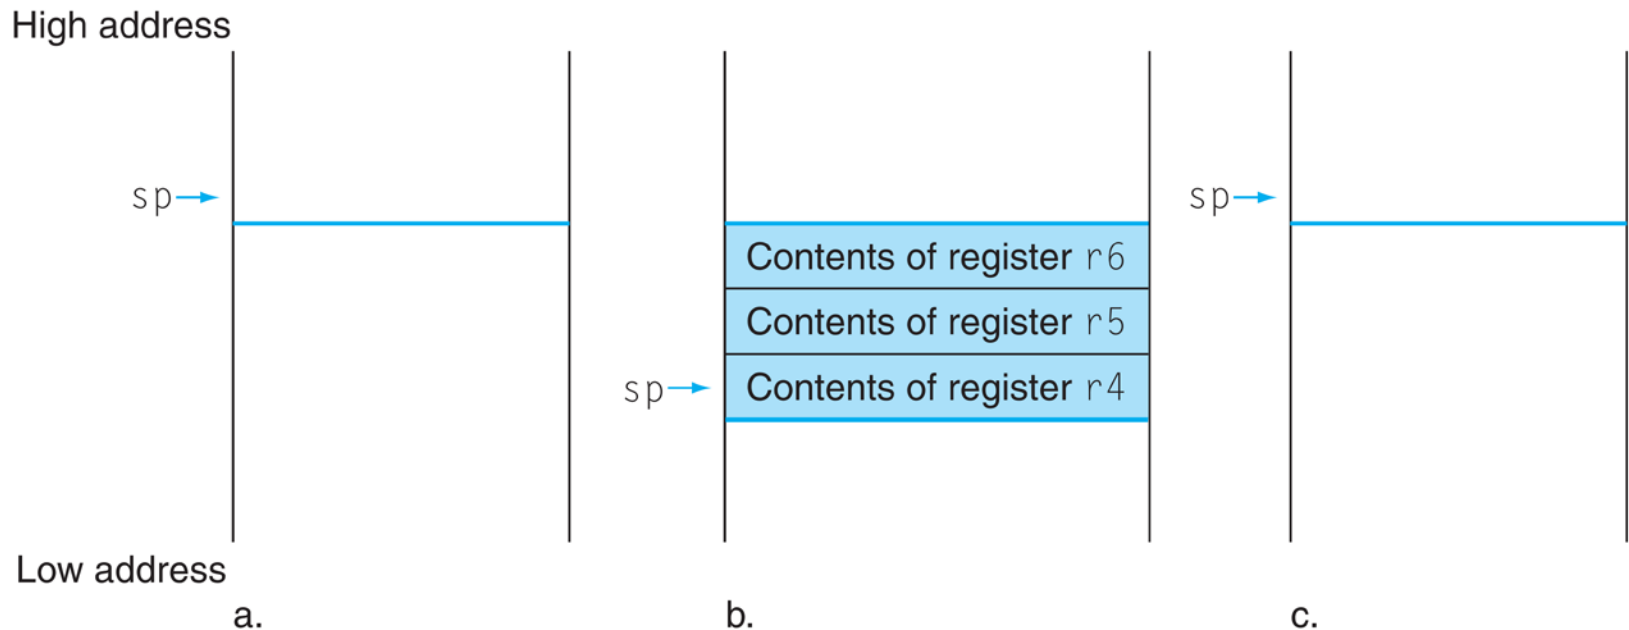 High address
sp
sp
Contents of register r6
Contents of register r5
sp
Contents of register r4
Low address
a.
b.
c.